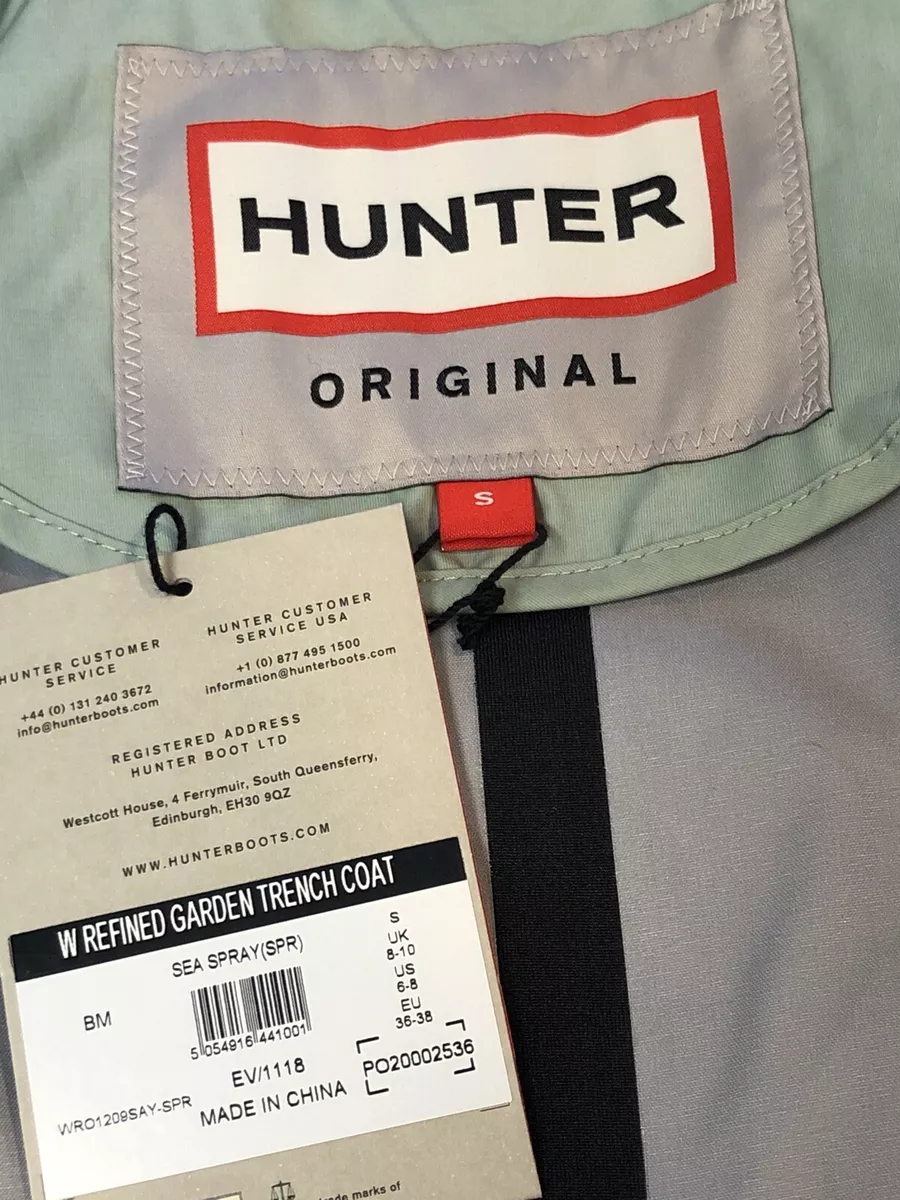 HUNTER
ORIGINAL
S
HUNTER CUSTOMER
SERVICE
+44 (0) 131 240 3672
info@hunterboots.com
HUNTER CUSTOMER
SERVICE USA
+1 (0) 877 495 1500
information@hunterboots.com
REGISTERED ADDRESS
HUNTER BOOT LTD
Westcott House, 4 Ferrymuir, South Queensferry,
Edinburgh, EH30 9QZ
WWW.HUNTERBOOTS.COM
W REFINED GARDEN TRENCH COAT
SEA SPRAY(SPR)
BM
5 054916 441001
S
UK
8-10
US
6-8
EU
36-38
EV/1118
PO20002536
WRO1209SAY-SPR
MADE IN CHINA
marks of